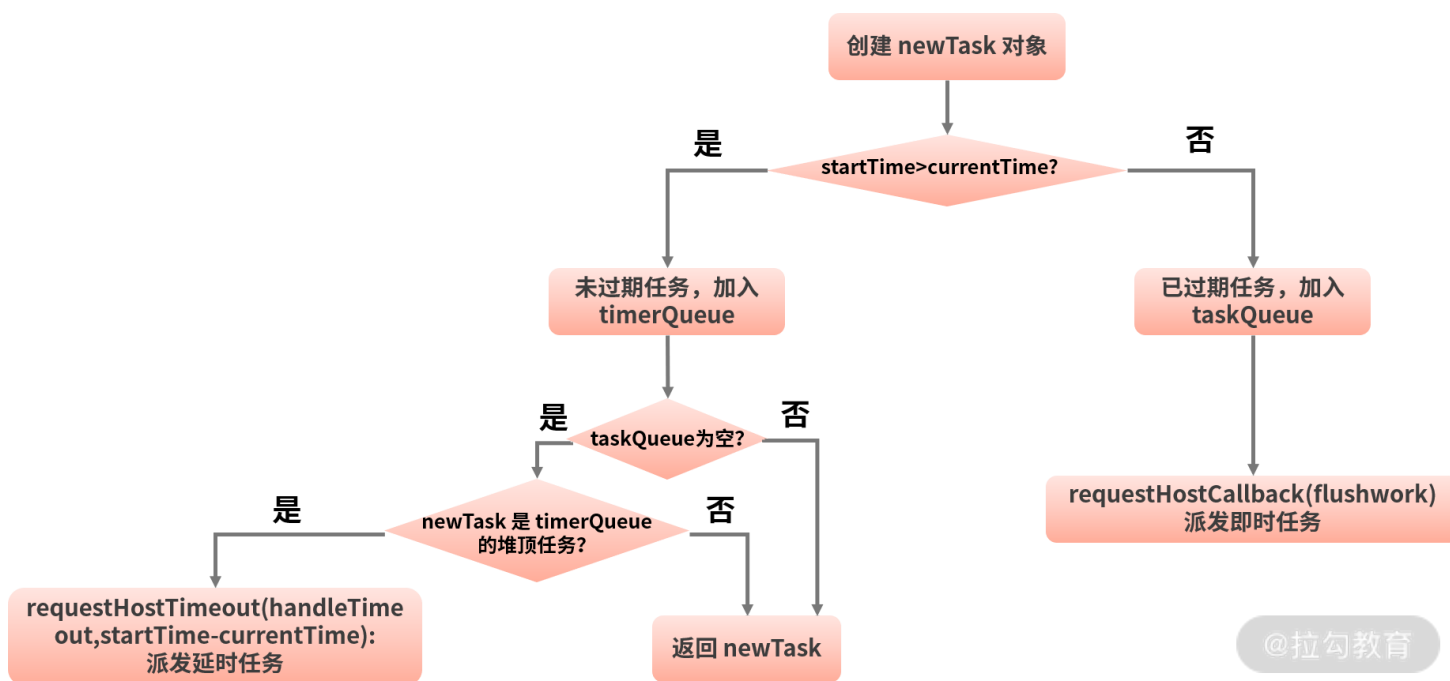 创建 newTask 对象
是
startTime>currentTime?
否
未过期任务，加入
timerQueue
已过期任务，加入
taskQueue
是
taskQueue为空？
否
是
newTask 是 timerQueue
的堆顶任务？
否
requestHostCallback(flushwork)
派发即时任务
requestHostTimeout(handleTime
out,startTime-currentTime):
派发延时任务
返回 newTask
@拉勾教育